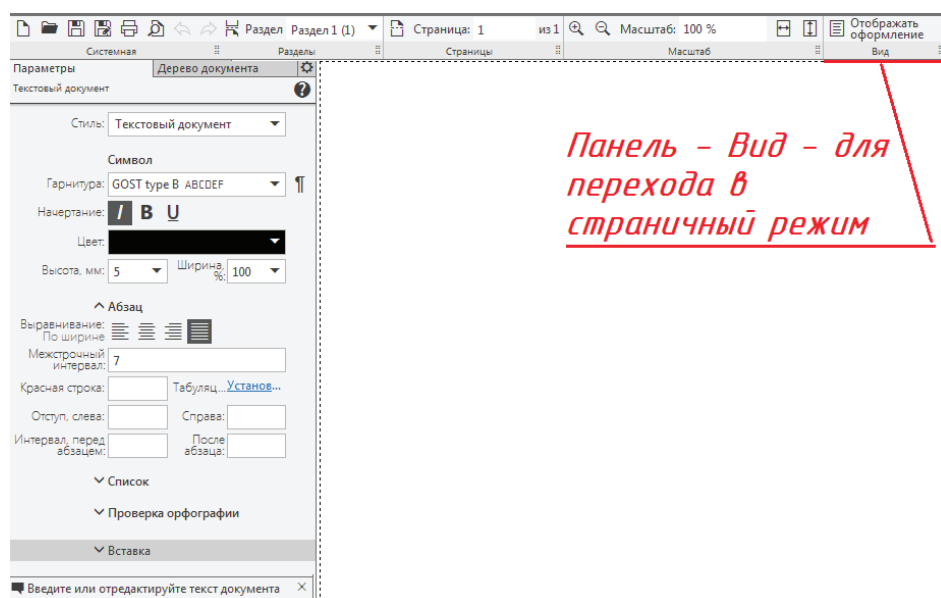 Раздел Раздел 1 (1) Страница: 1 из 1 Масштаб: 100 % Отображать
оформление
Системная Разделы Страницы Масштаб Вид
Параметры Дерево документа
Текстовый документ ?
Стиль: Текстовый документ
Символ
Гарнитура: GOST type B ABCDEF ¶
Начертание: I B U
Цвет:
Высота, мм: 5 Ширина, %: 100
Абзац
Выравнивание:
По ширине
Межстрочный
интервал: 7
Красная строка: Табуляц... Установ...
Отступ, слева: Справа:
Интервал, перед
абзацем: После
абзаца:
Список
Проверка орфографии
Вставка
Введите или отредактируйте текст документа
Панель - Вид - для
перехода в
страничный режим